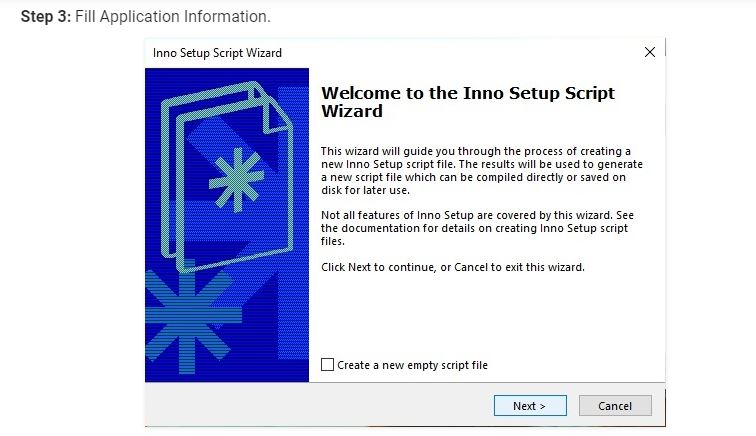 Step 3: Fill Application Information.
Inno Setup Script Wizard
Welcome to the Inno Setup Script
Wizard
This wizard will guide you through the process of creating a
new Inno Setup script file. The results will be used to generate
a new script file which can be compiled directly or saved on
disk for later use.
Not all features of Inno Setup are covered by this wizard. See
the documentation for details on creating Inno Setup script
files.
Click Next to continue, or Cancel to exit this wizard.
Create a new empty script file
Next >
Cancel